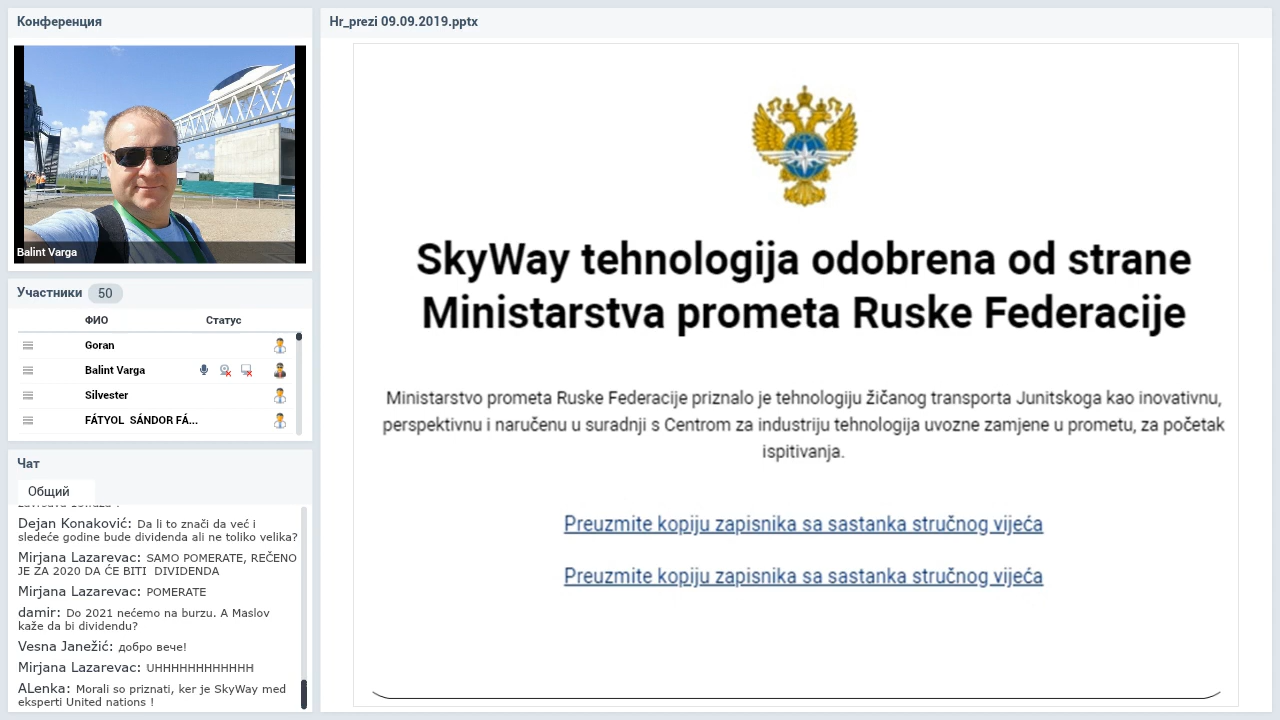 Конференция
Balint Varga
Участники 50
ФИО Статус
Goran
Balint Varga
Silvester
FÁTYOL SÁNDOR FÁ...
Чат
Общий
Dejan Konaković: Da li to znači da već i
sledeće godine bude dividenda ali ne toliko velika?
Mirjana Lazarevac: SAMO POMERATE, REČENO
JE ZA 2020 DA ĆE BITI DIVIDENDA
Mirjana Lazarevac: POMERATE
damir: Do 2021 nećemo na burzu. A Maslov
kaže da bi dividendu?
Vesna Janežić: добро вече!
Mirjana Lazarevac: UHHHHHHHHHHHH
ALenka: Morali so priznati, ker je SkyWay med
eksperti United nations !
Hr_prezi 09.09.2019.pptx
SkyWay tehnologija odobrena od strane
Ministarstva prometa Ruske Federacije
Ministarstvo prometa Ruske Federacije priznalo je tehnologiju žičanog transporta Junitskoga kao inovativnu,
perspektivnu i naručenu u suradnji s Centrom za industriju tehnologija uvozne zamjene u prometu, za početak
ispitivanja.
Preuzmite kopiju zapisnika sa sastanka stručnog vijeća
Preuzmite kopiju zapisnika sa sastanka stručnog vijeća